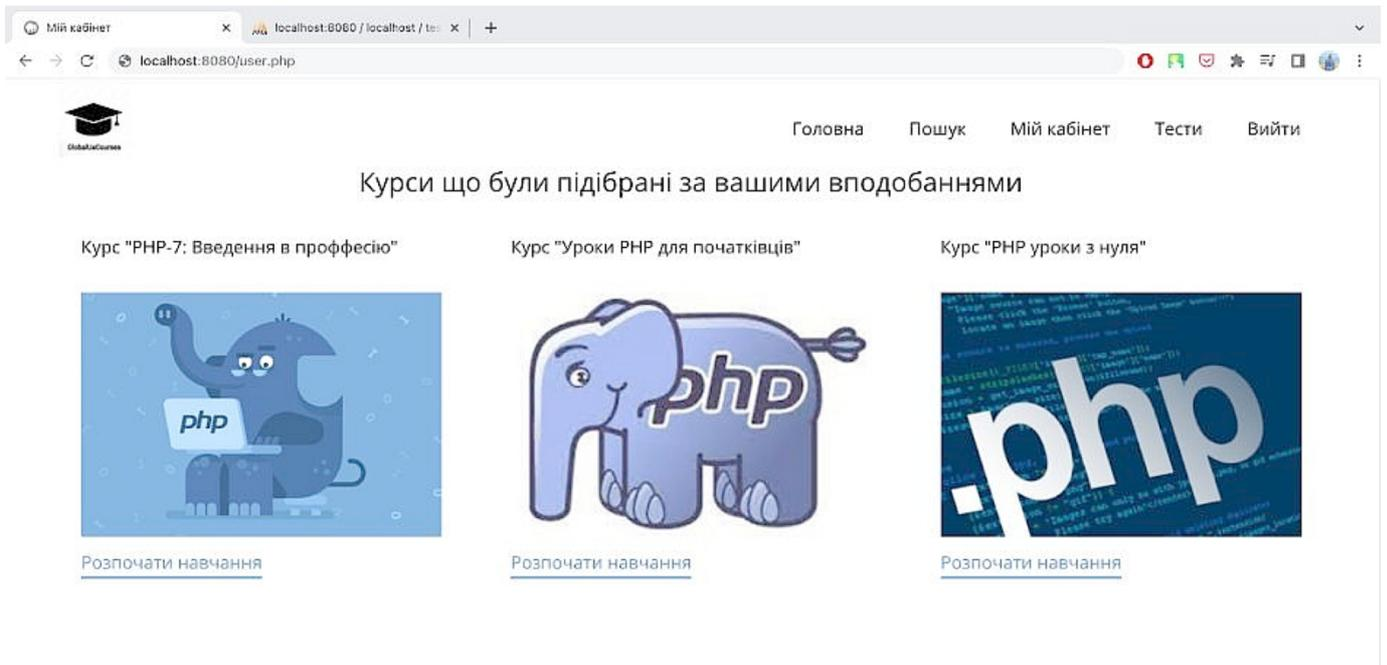 Мій кабінет
localhost:8080 / localhost / tes
localhost:8080/user.php
GlobalUaCourses
Головна Пошук Мій кабінет Тести Вийти
Курси що були підібрані за вашими вподобаннями
Курс "PHP-7: Введення в проффесію"
Курс "Уроки PHP для початківців"
Курс "PHP уроки з нуля"
php
php
.php
Розпочати навчання
Розпочати навчання
Розпочати навчання